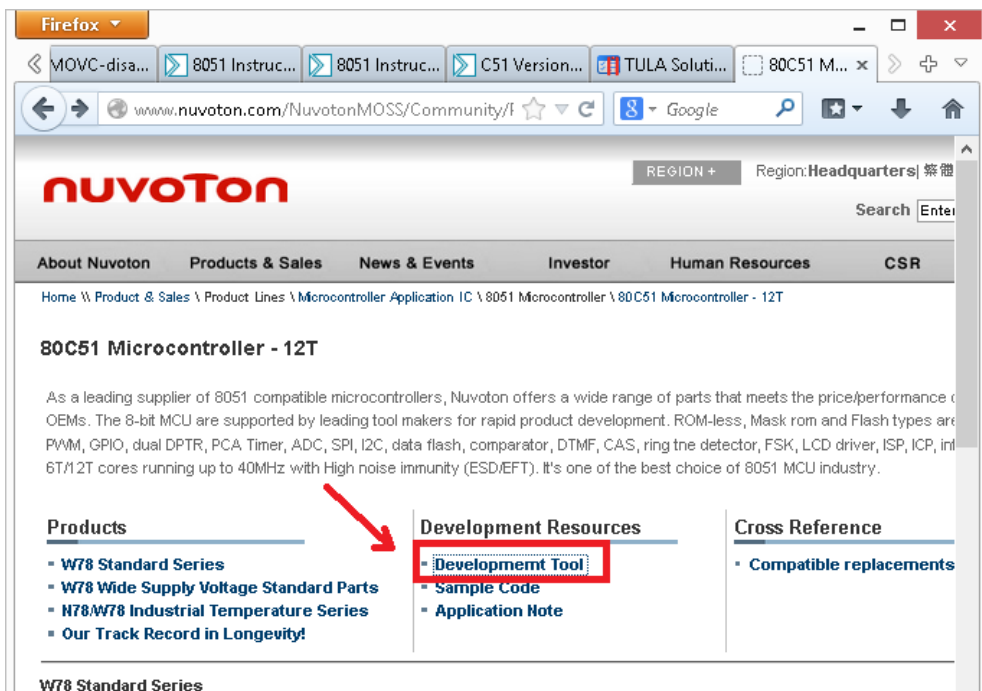 Firefox
MOVC-disa... 8051 Instruc... 8051 Instruc... C51 Version... TULA Soluti... 80C51 M...
www.nuvoton.com/NuvotonMOSS/Community/ Google
nuvoton
REGION + Region:Headquarters| 繁體
Search Enter
About Nuvoton Products & Sales News & Events Investor Human Resources CSR
Home \\ Product & Sales \ Product Lines \ Microcontroller Application IC \ 8051 Microcontroller \ 80C51 Microcontroller - 12T
80C51 Microcontroller - 12T
As a leading supplier of 8051 compatible microcontrollers, Nuvoton offers a wide range of parts that meets the price/performance
OEMs. The 8-bit MCU are supported by leading tool makers for rapid product development. ROM-less, Mask rom and Flash types are
PWM, GPIO, dual DPTR, PCA Timer, ADC, SPI, I2C, data flash, comparator, DTMF, CAS, ring tne detector, FSK, LCD driver, ISP, ICP,
6T/12T cores running up to 40MHz with High noise immunity (ESD/EFT). It's one of the best choice of 8051 MCU industry.
Products Development Resources Cross Reference
W78 Standard Series Developmemt Tool Compatible replacements
W78 Wide Supply Voltage Standard Parts Sample Code
N78/W78 Industrial Temperature Series Application Note
Our Track Record in Longevity!
W78 Standard Series